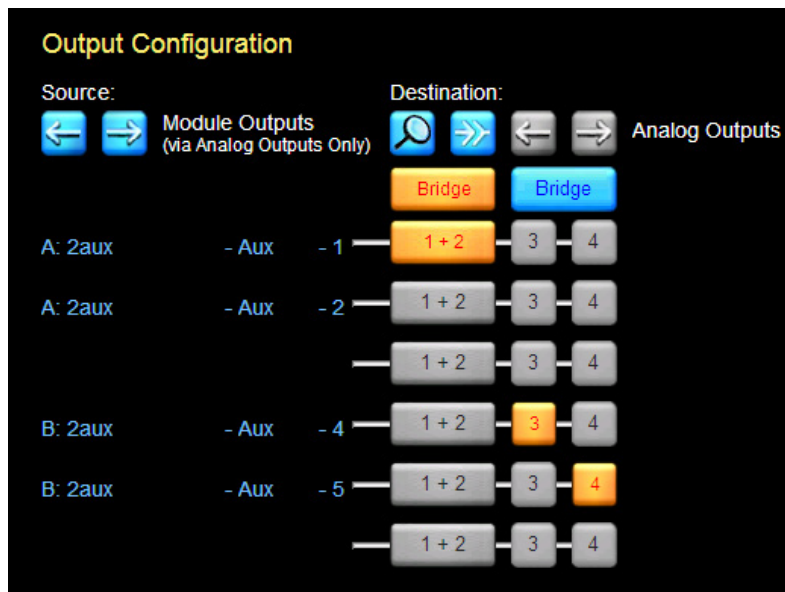 Output Configuration
Source: Destination:
Module Outputs Analog Outputs
(via Analog Outputs Only)
Bridge Bridge
A: 2aux - Aux - 1 1 + 2 3 4
A: 2aux - Aux - 2 1 + 2 3 4
1 + 2 3 4
B: 2aux - Aux - 4 1 + 2 3 4
B: 2aux - Aux - 5 1 + 2 3 4
1 + 2 3 4